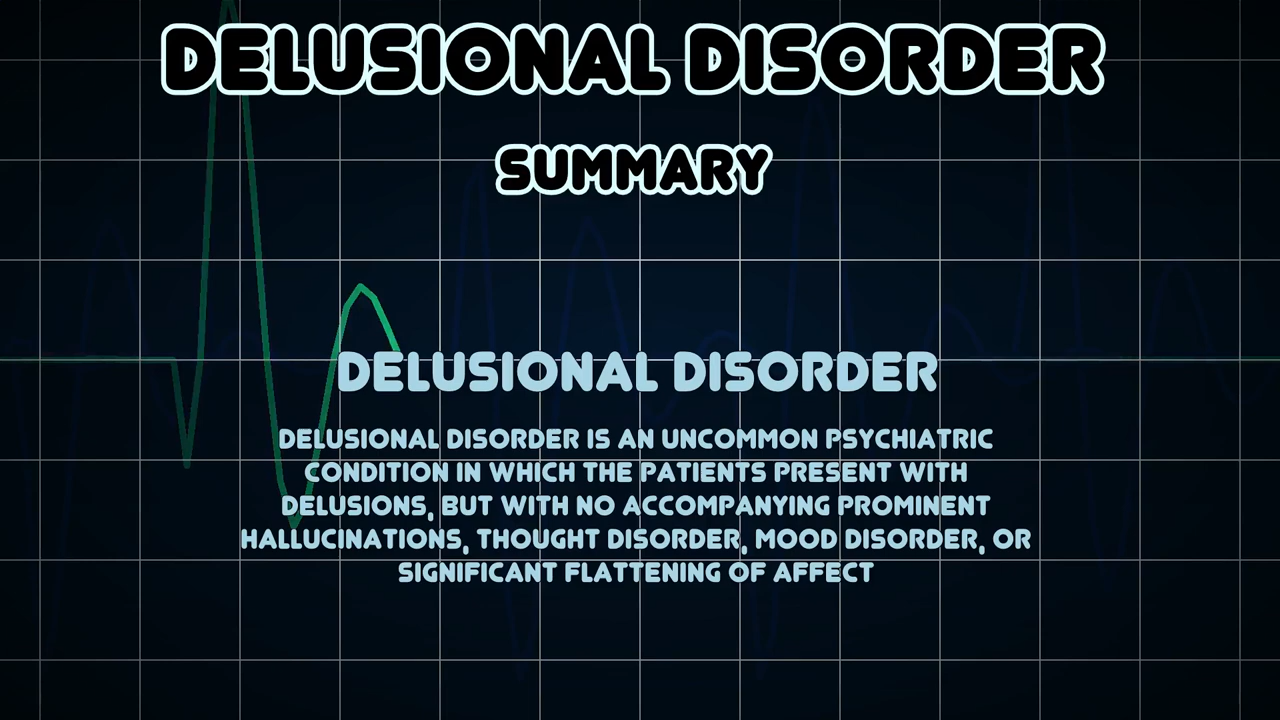 DELUSIONAL DISORDER
SUMMARY
DELUSIONAL DISORDER
DELUSIONAL DISORDER IS AN UNCOMMON PSYCHIATRIC
CONDITION IN WHICH THE PATIENTS PRESENT WITH
DELUSIONS, BUT WITH NO ACCOMPANYING PROMINENT
HALLUCINATIONS, THOUGHT DISORDER, MOOD DISORDER, OR
SIGNIFICANT FLATTENING OF AFFECT